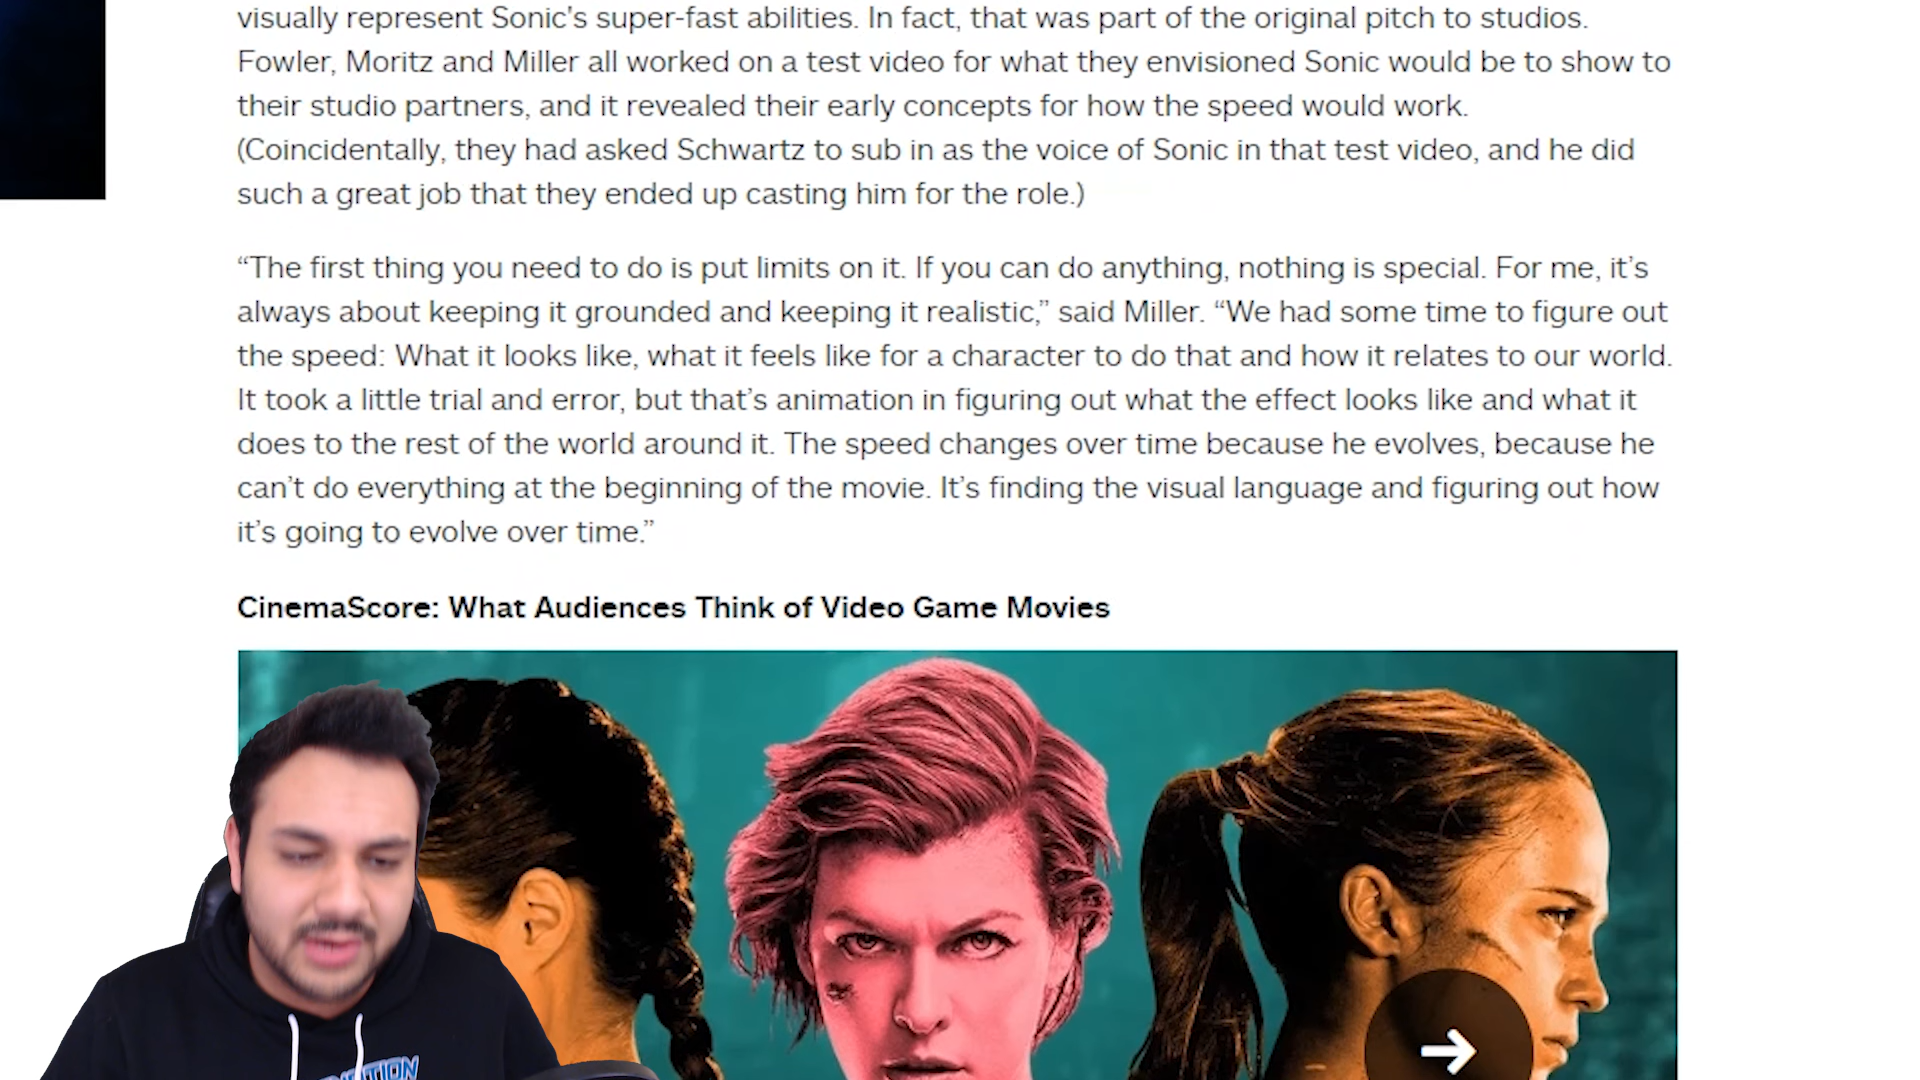 visually represent Sonic's super-fast abilities. In fact, that was part of the original pitch to studios.
Fowler, Moritz and Miller all worked on a test video for what they envisioned Sonic would be to show to
their studio partners, and it revealed their early concepts for how the speed would work.
(Coincidentally, they had asked Schwartz to sub in as the voice of Sonic in that test video, and he did
such a great job that they ended up casting him for the role.)
“The first thing you need to do is put limits on it. If you can do anything, nothing is special. For me, it’s
always about keeping it grounded and keeping it realistic,” said Miller. “We had some time to figure out
the speed: What it looks like, what it feels like for a character to do that and how it relates to our world.
It took a little trial and error, but that’s animation in figuring out what the effect looks like and what it
does to the rest of the world around it. The speed changes over time because he evolves, because he
can’t do everything at the beginning of the movie. It’s finding the visual language and figuring out how
it’s going to evolve over time.”
CinemaScore: What Audiences Think of Video Game Movies